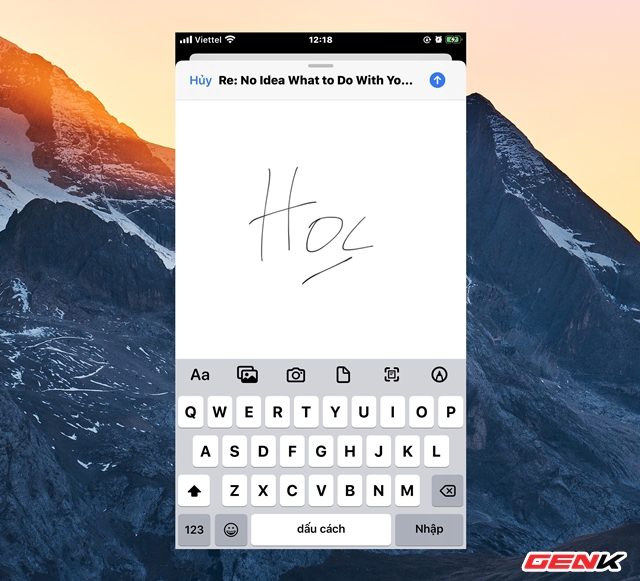 Viettel 12:18
Hủy Re: No Idea What to Do With Yo...
Hoc
Aa
Q W E R T Y U I O P
A S D F G H J K L
Z X C V B N M
123 dấu cách Nhập
GENK